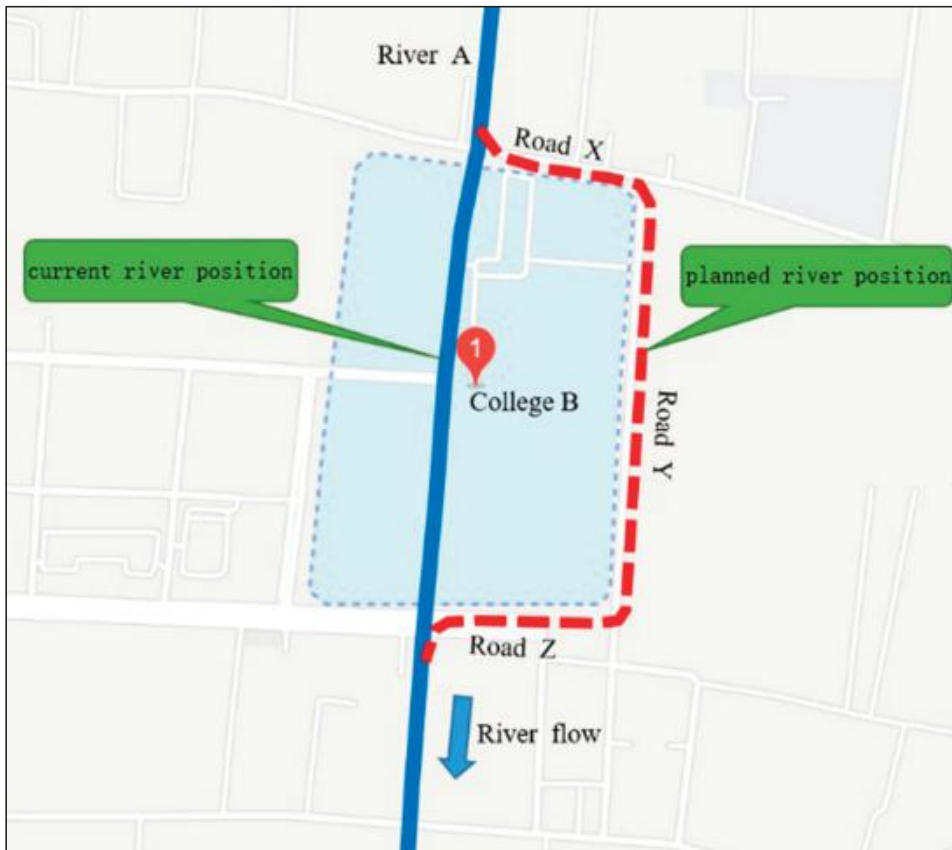 River A
Road X
current river position
planned river position
1
College B
Road Y
Road Z
River flow